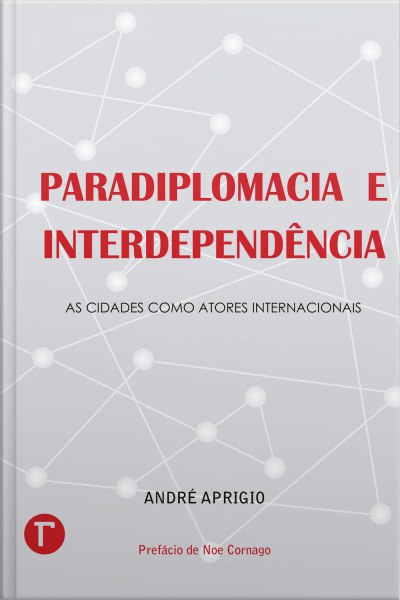 PARADIPLOMACIA E
INTERDEPENDÊNCIA
AS CIDADES COMO ATORES INTERNACIONAIS
ANDRÉ APRIGIO
Prefácio de Noe Cornago